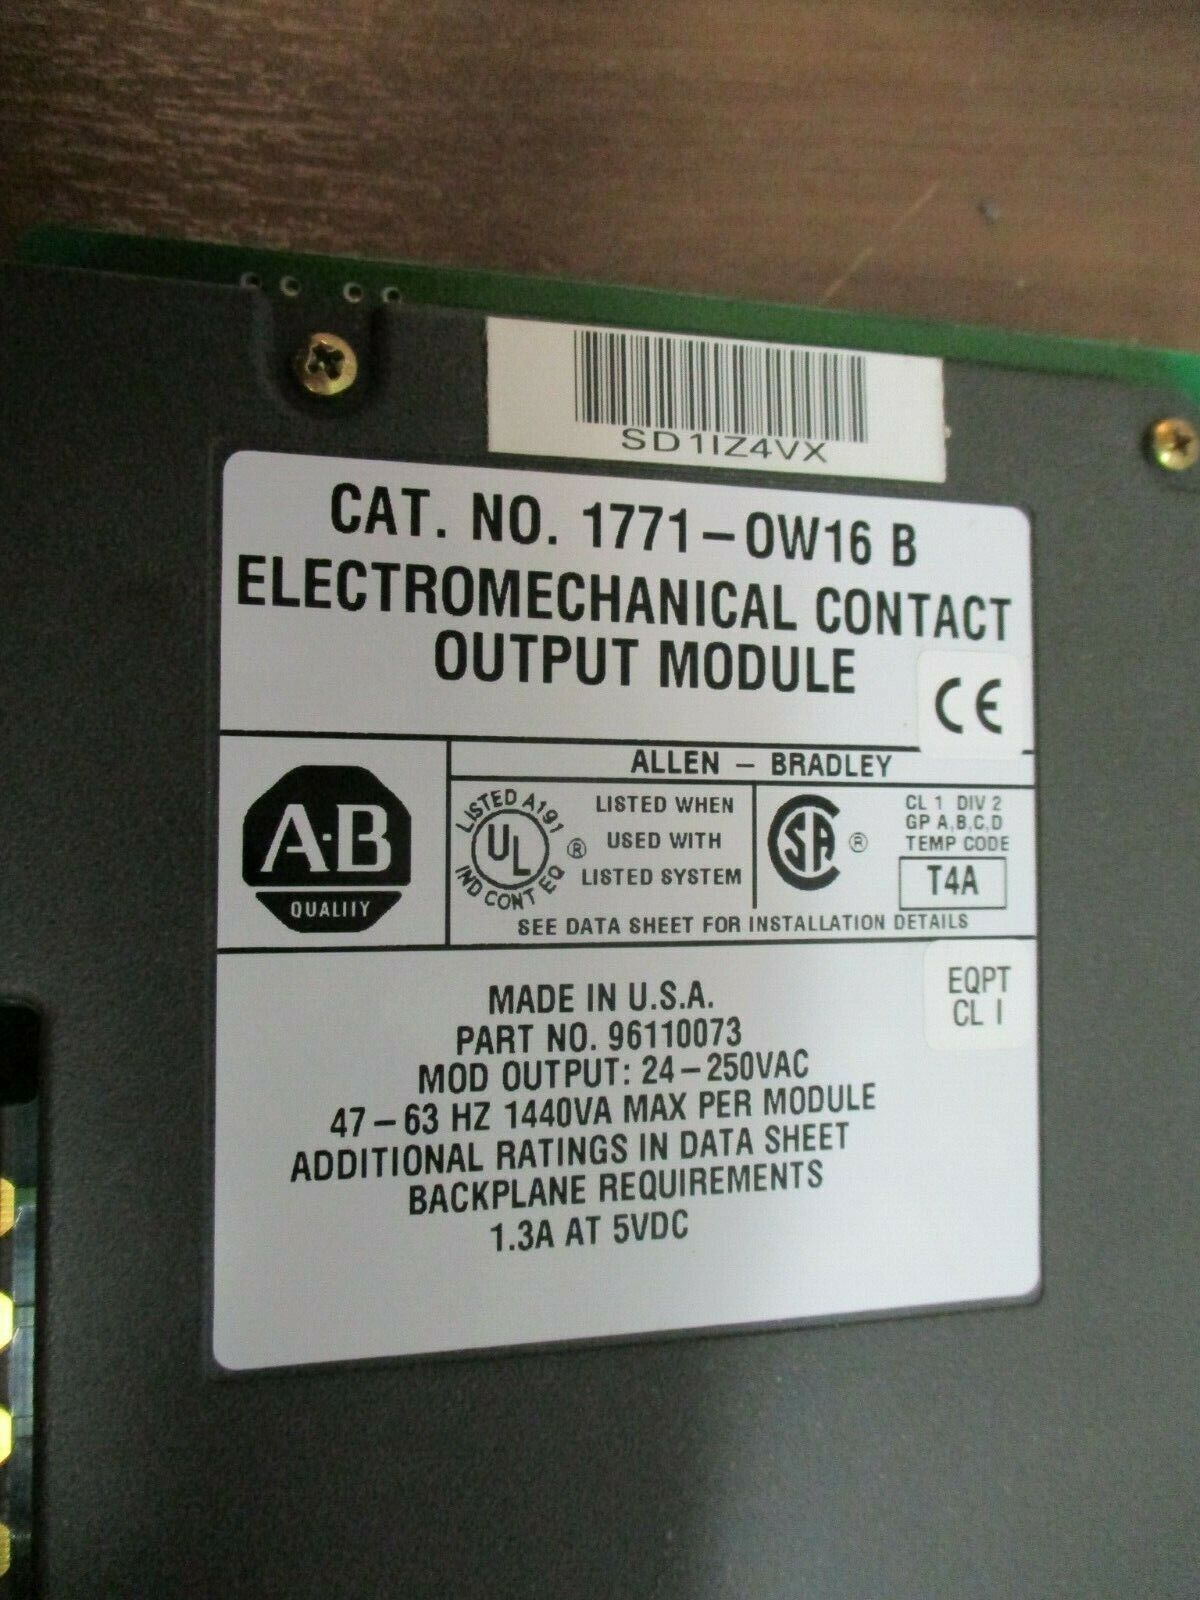 SD1IZ4VX
CAT. NO. 1771-OW16 B
ELECTROMECHANICAL CONTACT
OUTPUT MODULE
CE
ALLEN - BRADLEY
A·B
QUALITY
LISTED A191
UL ®
IND CONT EQ
LISTED WHEN
USED WITH
LISTED SYSTEM
SA ®
CL 1 DIV 2
GP A,B,C,D
TEMP CODE
T4A
SEE DATA SHEET FOR INSTALLATION DETAILS
EQPT
CL I
MADE IN U.S.A.
PART NO. 96110073
MOD OUTPUT: 24-250VAC
47-63 HZ 1440VA MAX PER MODULE
ADDITIONAL RATINGS IN DATA SHEET
BACKPLANE REQUIREMENTS
1.3A AT 5VDC